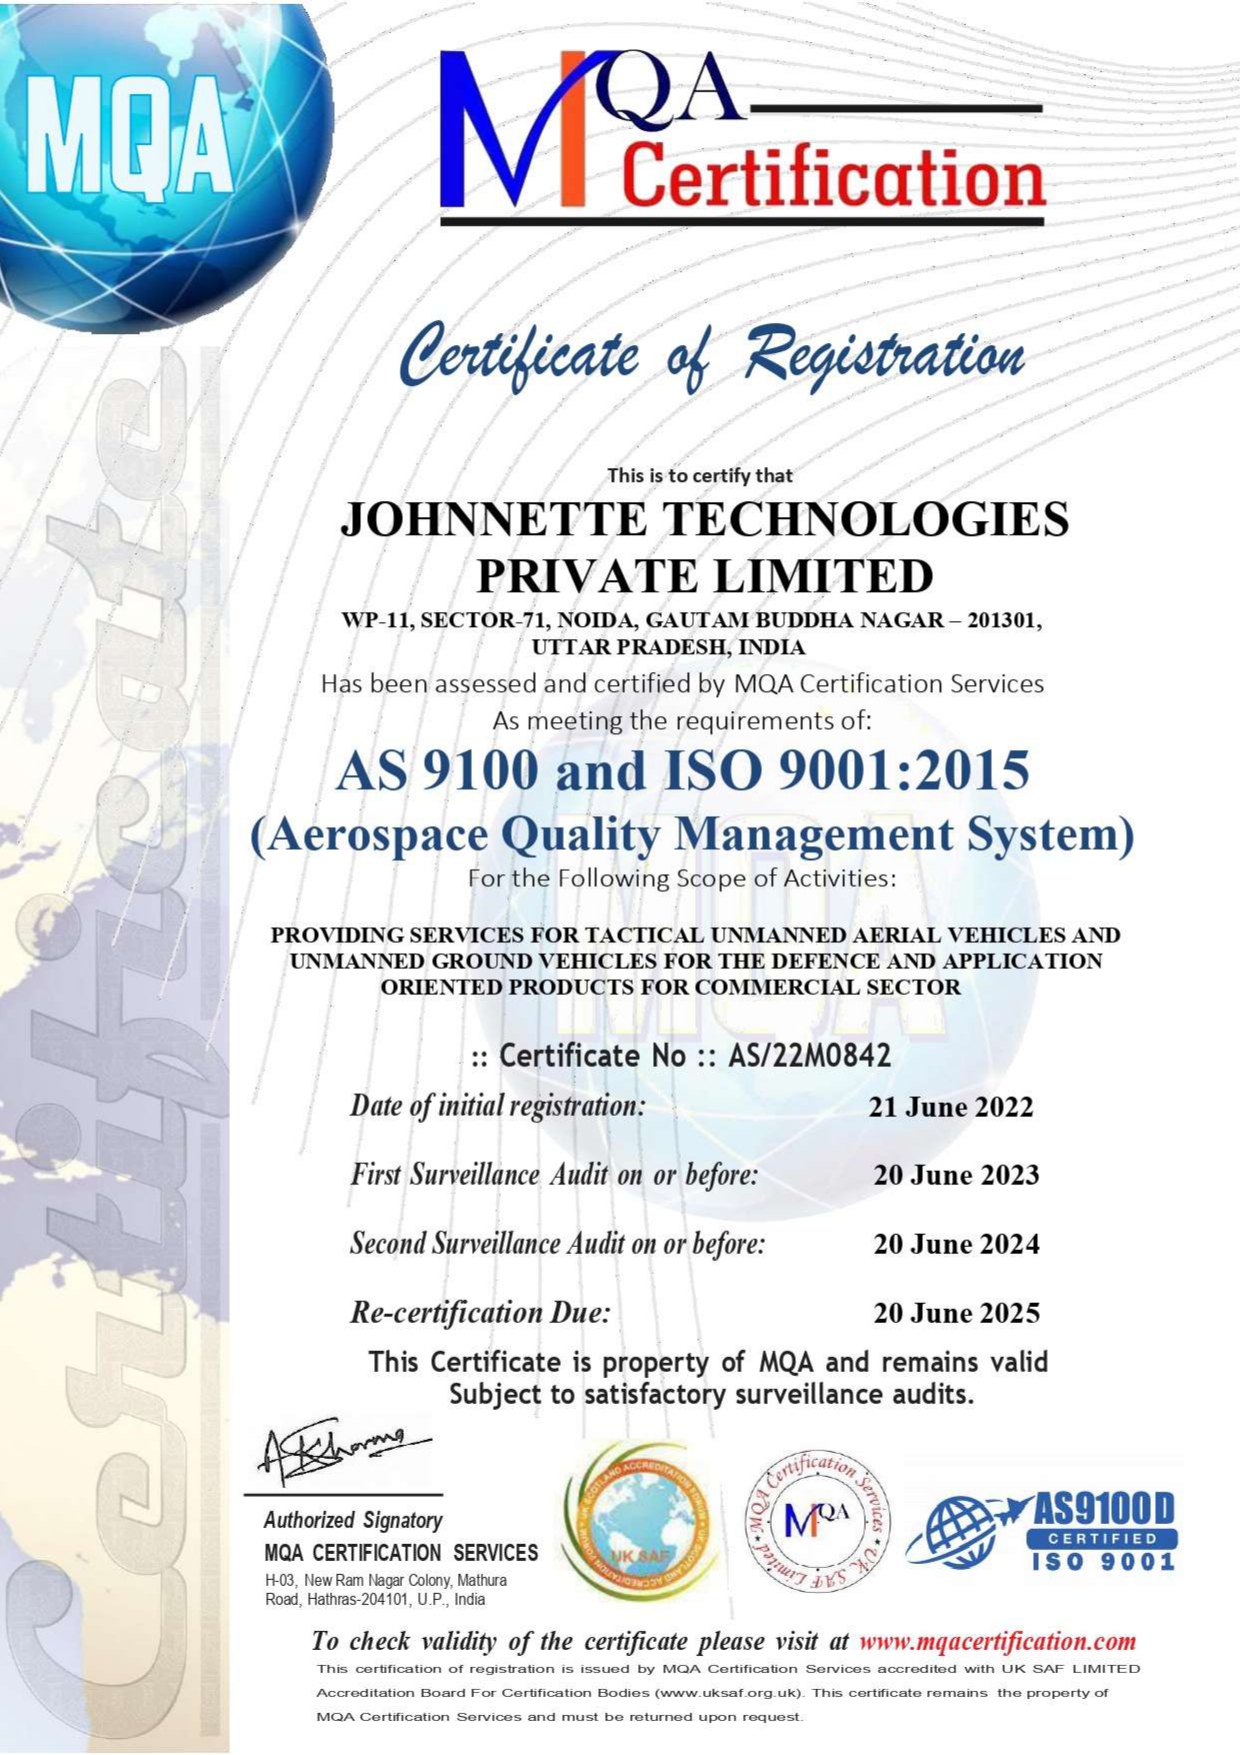 MQA
MQA
Certification
Certificate of Registration
This is to certify that
JOHNNETTE TECHNOLOGIES
PRIVATE LIMITED
WP-11, SECTOR-71, NOIDA, GAUTAM BUDDHA NAGAR – 201301,
UTTAR PRADESH, INDIA
Has been assessed and certified by MQA Certification Services
As meeting the requirements of:
AS 9100 and ISO 9001:2015
(Aerospace Quality Management System)
For the Following Scope of Activities:
PROVIDING SERVICES FOR TACTICAL UNMANNED AERIAL VEHICLES AND
UNMANNED GROUND VEHICLES FOR THE DEFENCE AND APPLICATION
ORIENTED PRODUCTS FOR COMMERCIAL SECTOR
:: Certificate No :: AS/22M0842
Date of initial registration: 21 June 2022
First Surveillance Audit on or before: 20 June 2023
Second Surveillance Audit on or before: 20 June 2024
Re-certification Due: 20 June 2025
This Certificate is property of MQA and remains valid
Subject to satisfactory surveillance audits.
AKSharma
Authorized Signatory
MQA CERTIFICATION SERVICES
H-03, New Ram Nagar Colony, Mathura
Road, Hathras-204101, U.P., India
UK SCOTLAND ACCREDITATION FORUM
UK SAF
MQA Certification Services
UK SAF Limited
MQA
AS9100D
CERTIFIED
ISO 9001
To check validity of the certificate please visit at www.mqacertification.com
This certification of registration is issued by MQA Certification Services accredited with UK SAF LIMITED
Accreditation Board For Certification Bodies (www.uksaf.org.uk). This certificate remains the property of
MQA Certification Services and must be returned upon request.
Certificate
MQA